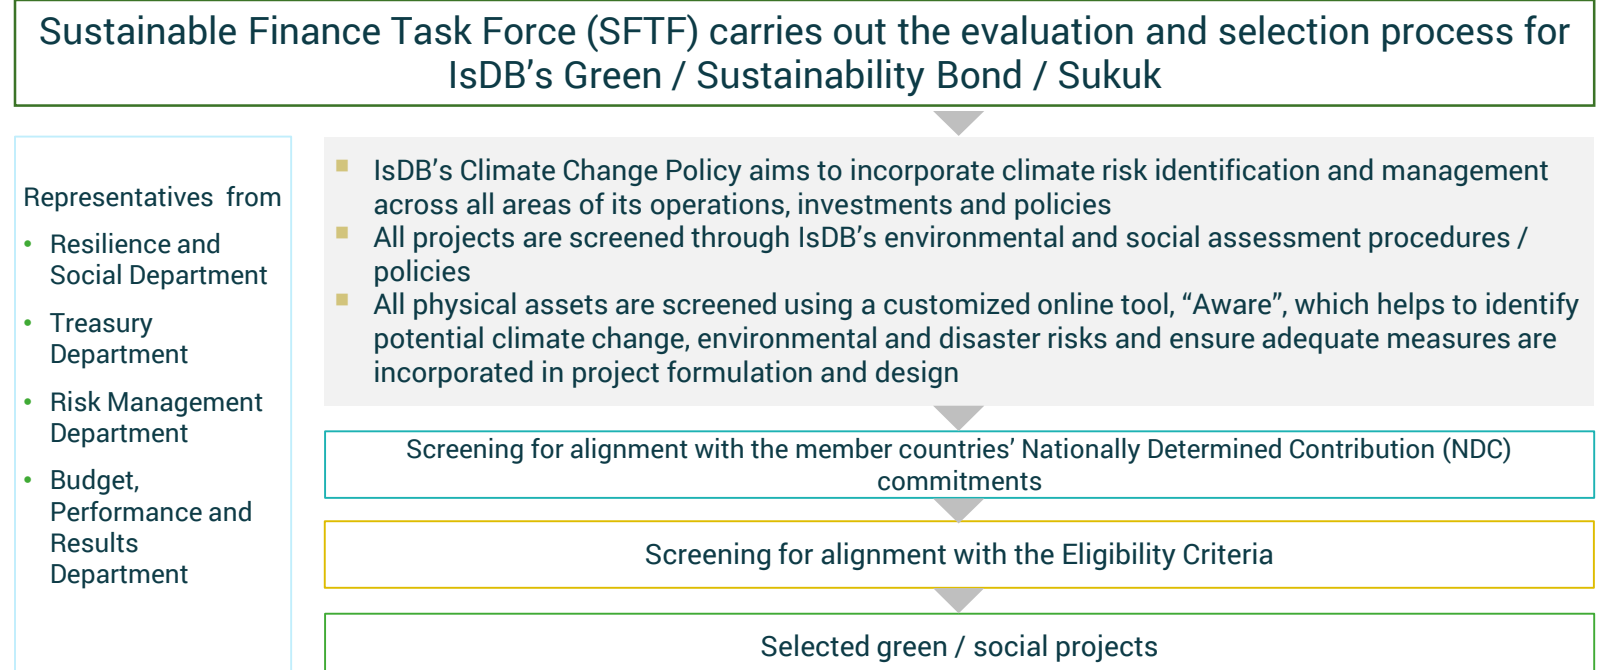 Sustainable Finance Task Force (SFTF) carries out the evaluation and selection process for
IsDB's Green / Sustainability Bond / Sukuk
Representives from
• Resilience and
Social Department
• Treasury
Department
• Risk Management
Department
• Budget,
Performance and
Results
Department
IsDB's Climate Change Policy aims to incorporate climate risk identification and management
across all areas of its operations, investments and policies
All projects are screened through IsDB's environmental and social assessment procedures /
policies
All physical assets are screened using a customized online tool, “Aware”, which helps to identify
potential climate change, environmental and disaster risks and ensure adequate measures are
incorporated in project formulation and design
Screening for alignment with the member countries' Nationally Determined Contribution (NDC)
commitments
Screening for alignment with the Eligibility Criteria
Selected green / social projects